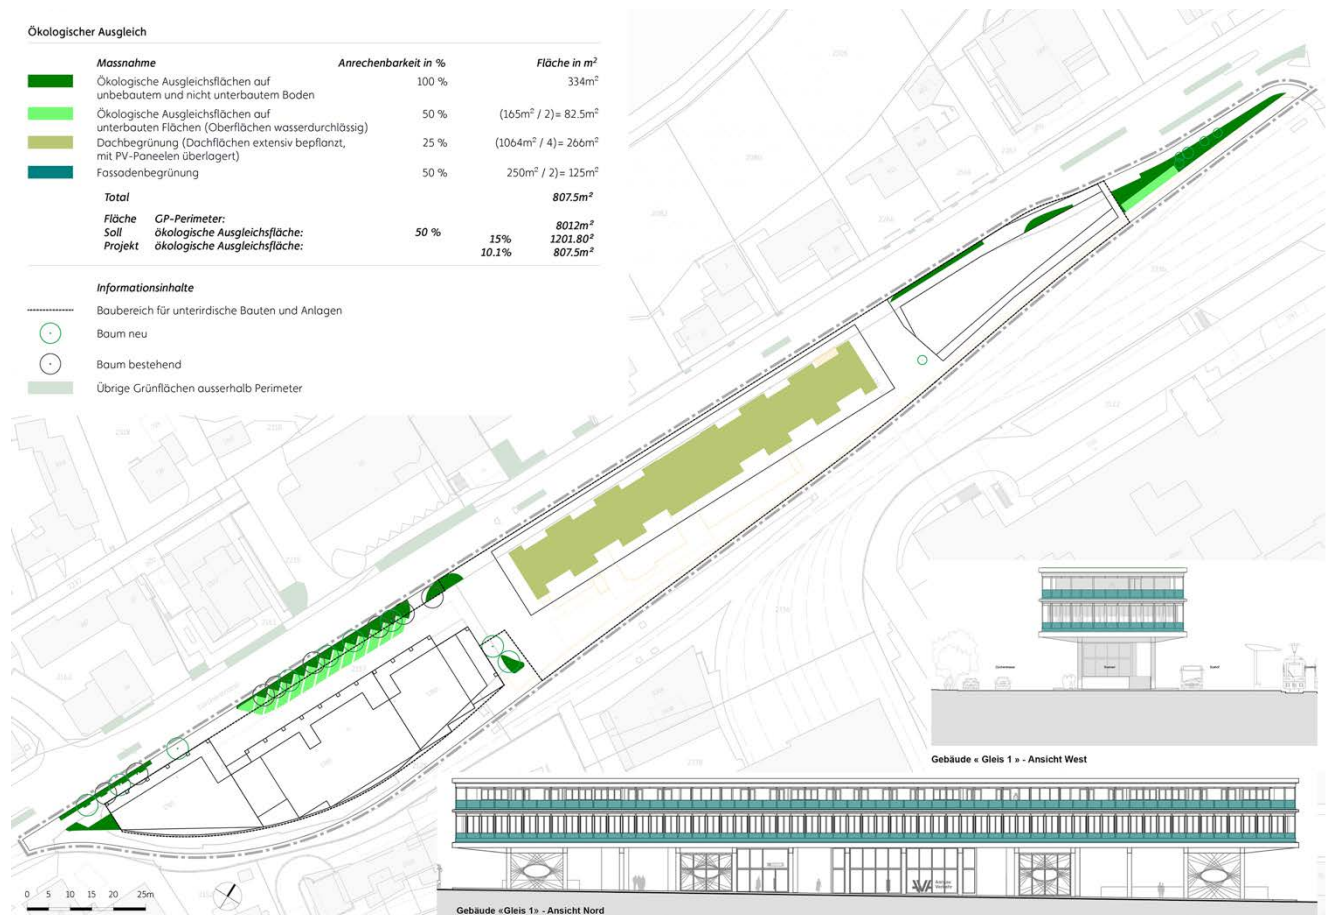 Ökologischer Ausgleich
Massnahme Anrechenbarkeit in % Fläche in m²
Ökologische Ausgleichsflächen auf 100 % 334m²
unbebautem und nicht unterbautem Boden
Ökologische Ausgleichsflächen auf 50 % (165m² / 2)= 82.5m²
unterbauten Flächen (Oberflächen wasserdurchlässig)
Dachbegrünung (Dachflächen extensiv bepflanzt, 25 % (1064m² / 4)= 266m²
mit PV-Paneelen überlagert)
Fassadenbegrünung 50 % 250m² / 2)= 125m²
Total 807.5m²
Fläche GP-Perimeter: 8012m²
Soll ökologische Ausgleichsfläche: 50 % 15% 1201.80²
Projekt ökologische Ausgleichsfläche: 10.1% 807.5m²
Informationsinhalte
Baubereich für unterirdische Bauten und Anlagen
Baum neu
Baum bestehend
Übrige Grünflächen ausserhalb Perimeter
Gebäude « Gleis 1 » - Ansicht West
AVA
Gebäude «Gleis 1» - Ansicht Nord
0 5 10 15 20 25m